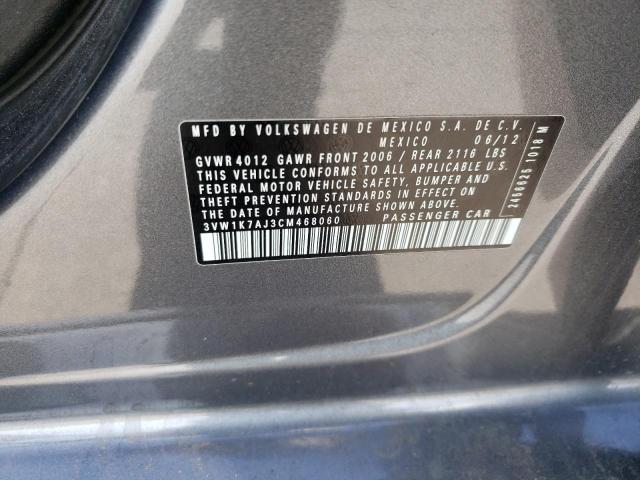 MFD BY VOLKSWAGEN DE MEXICO S.A. DE C.V.
MEXICO 06/12
GVWR 4012 GAWR FRONT 2006 / REAR 2116 LBS
THIS VEHICLE CONFORMS TO ALL APPLICABLE U.S.
FEDERAL MOTOR VEHICLE SAFETY, BUMPER AND
THEFT PREVENTION STANDARDS IN EFFECT ON
THE DATE OF MANUFACTURE SHOWN ABOVE.
3VW1K7AJ3CM468060 PASSENGER CAR
2496625 1018 M